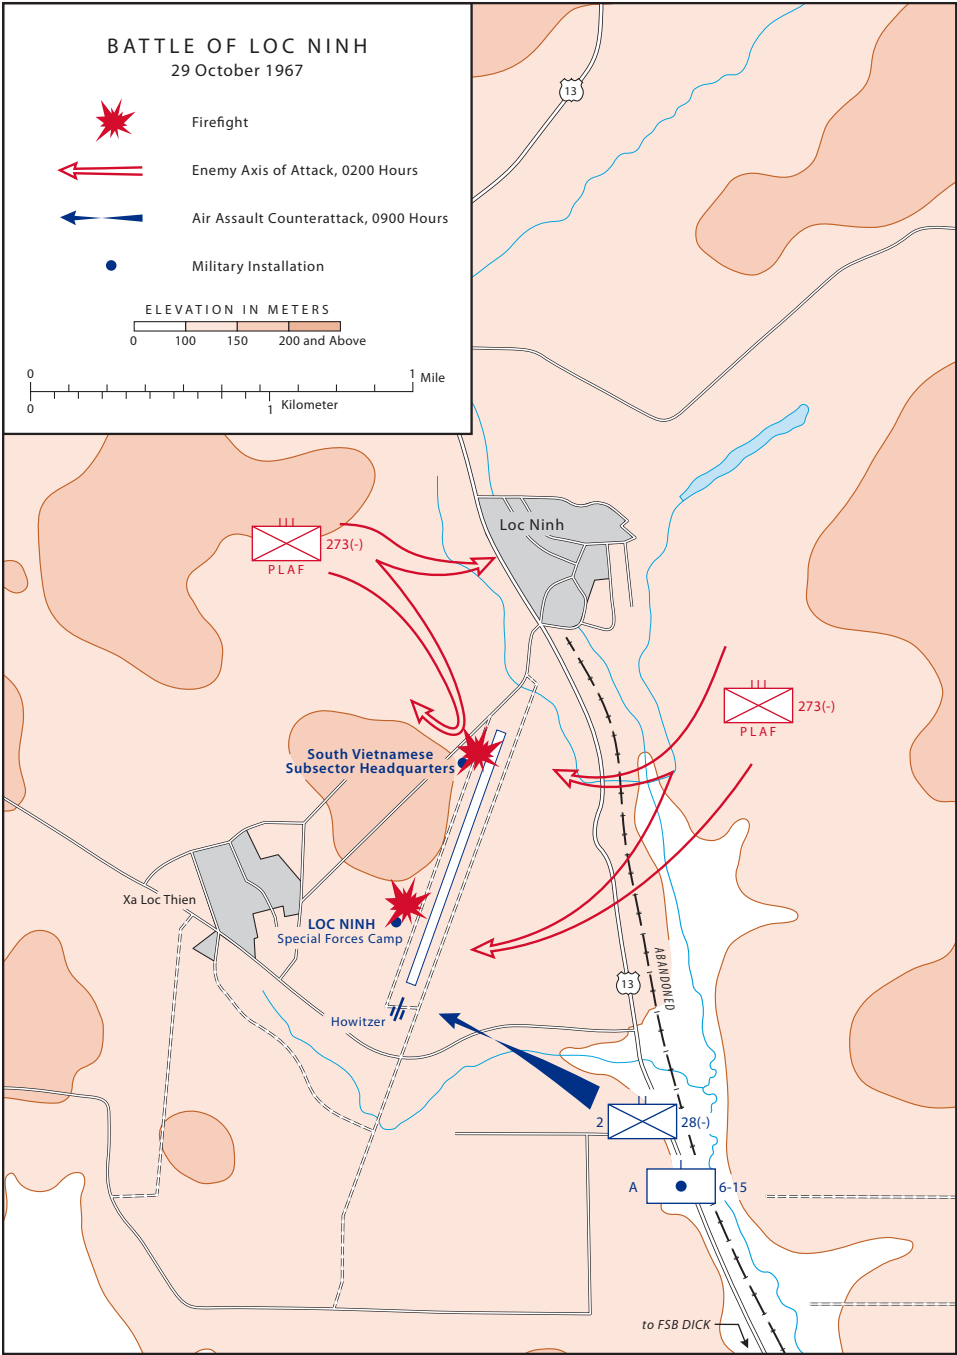 BATTLE OF LOC NINH
29 October 1967
Firefight
Enemy Axis of Attack, 0200 Hours
Air Assault Counterattack, 0900 Hours
Military Installation
ELEVATION IN METERS
0 100 150 200 and Above
0 1 Mile
0 1 Kilometer
13
Loc Ninh
273(-)
PLAF
273(-)
PLAF
South Vietnamese
Subsector Headquarters
Xa Loc Thien
LOC NINH
Special Forces Camp
ABANDONED
13
Howitzer
2 28(-)
A 6-15
to FSB DICK